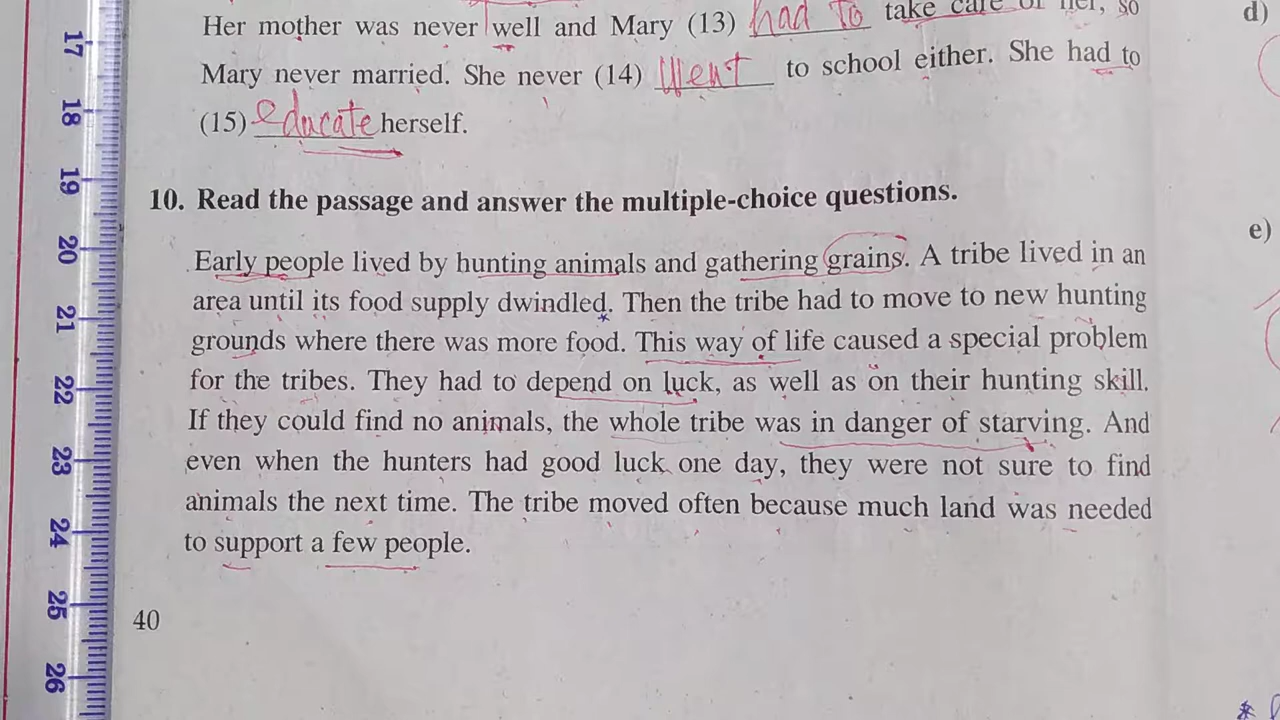 Her mother was never well and Mary (13) had to take care of her, so
Mary never married. She never (14) went to school either. She had to
(15) educate herself.
10. Read the passage and answer the multiple-choice questions.
Early people lived by hunting animals and gathering grains. A tribe lived in an
area until its food supply dwindled. Then the tribe had to move to new hunting
grounds where there was more food. This way of life caused a special problem
for the tribes. They had to depend on luck, as well as on their hunting skill.
If they could find no animals, the whole tribe was in danger of starving. And
even when the hunters had good luck one day, they were not sure to find
animals the next time. The tribe moved often because much land was needed
to support a few people.
40
17
18
19
20
21
22
23
24
25
26
d)
e)